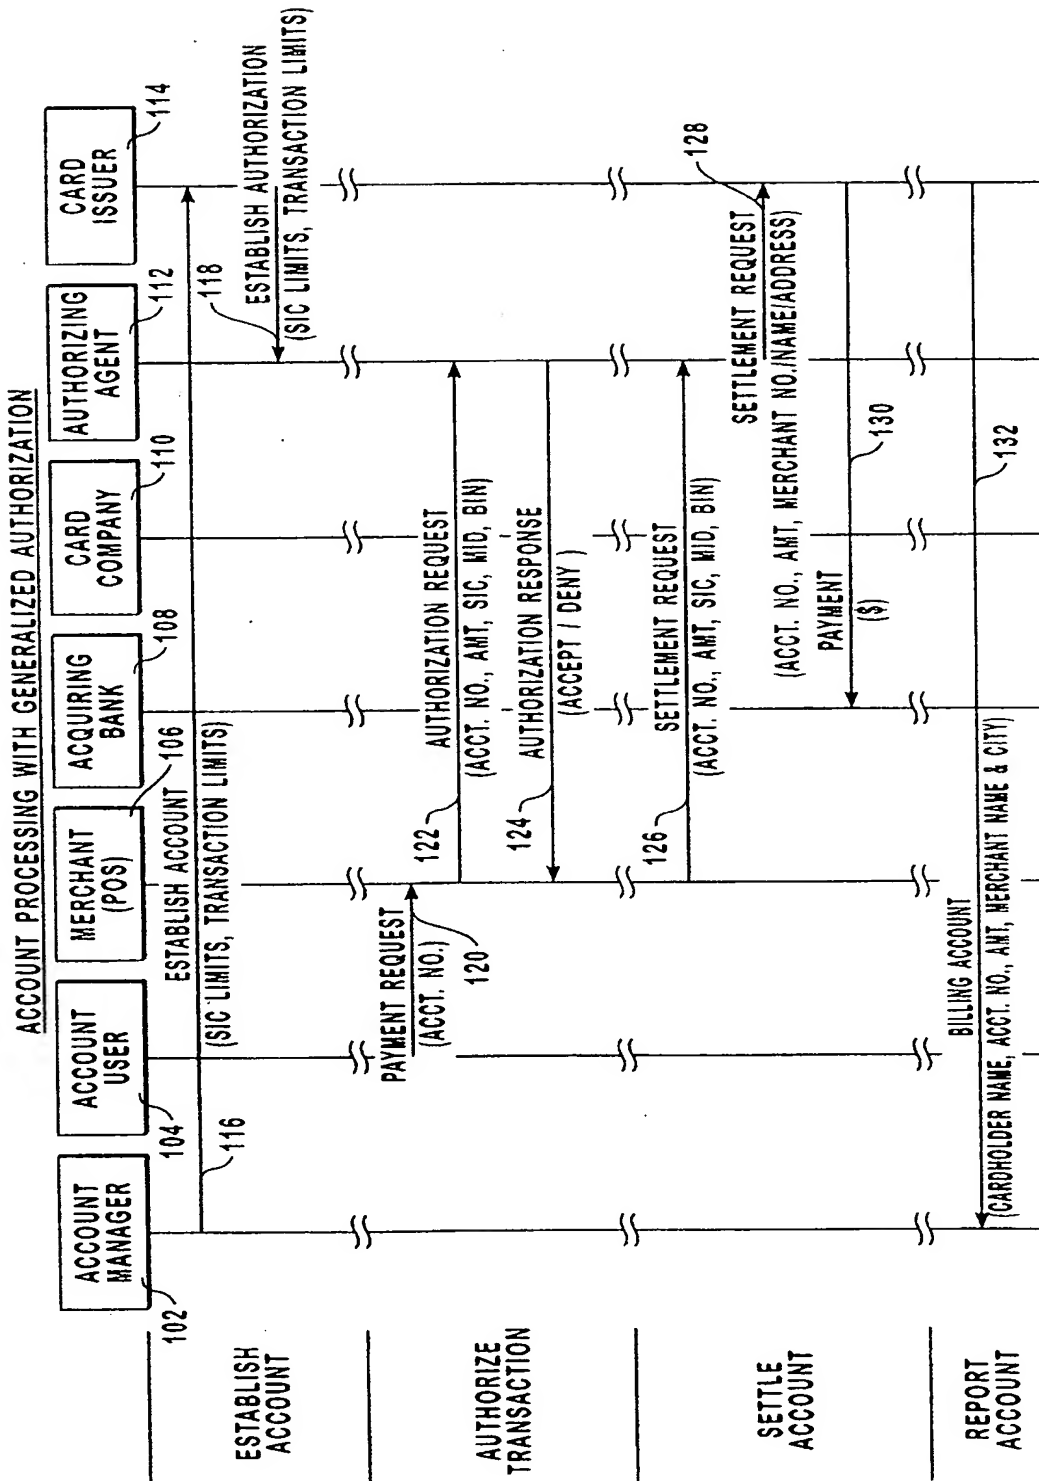 ACCOUNT PROCESSING WITH GENERALIZED AUTHORIZATION
ACCOUNT
MANAGER
102
ACCOUNT
USER
104
MERCHANT
(POS)
106
ACQUIRING
BANK
108
CARD
COMPANY
110
AUTHORIZING
AGENT
112
CARD
ISSUER
114
ESTABLISH
ACCOUNT
ESTABLISH ACCOUNT
(SIC LIMITS, TRANSACTION LIMITS)
116
118
ESTABLISH AUTHORIZATION
(SIC LIMITS, TRANSACTION LIMITS)
AUTHORIZE
TRANSACTION
PAYMENT REQUEST
(ACCT. NO.)
120
122
AUTHORIZATION REQUEST
(ACCT. NO., AMT, SIC, MID, BIN)
124
AUTHORIZATION RESPONSE
(ACCEPT / DENY )
SETTLE
ACCOUNT
126
SETTLEMENT REQUEST
(ACCT. NO., AMT, SIC, MID, BIN)
128
SETTLEMENT REQUEST
(ACCT. NO., AMT, MERCHANT NO./NAME/ADDRESS)
PAYMENT
($)
130
REPORT
ACCOUNT
BILLING ACCOUNT
132
(CARDHOLDER NAME, ACCT. NO., AMT, MERCHANT NAME & CITY)